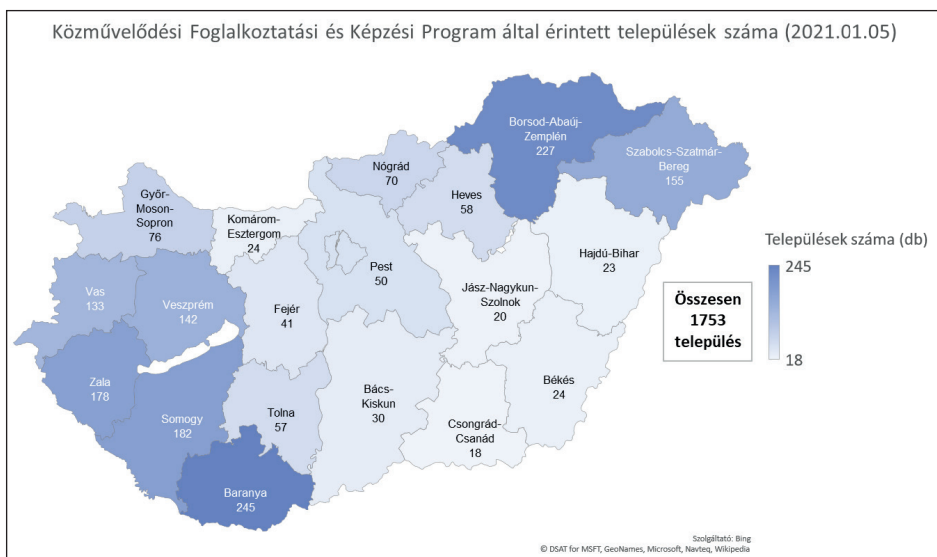 Közművelődési Foglalkoztatási és Képzési Program által érintett települések száma (2021.01.05)
Borsod-Abaúj-
Zemplén
227
Szabolcs-Szatmár-
Bereg
155
Nógrád
70
Heves
58
Győr-
Moson-
Sopron
76
Komárom-
Esztergom
24
Hajdú-Bihar
23
Pest
50
Jász-Nagykun-
Szolnok
20
Vas
133
Veszprém
142
Fejér
41
Zala
178
Somogy
182
Tolna
57
Bács-
Kiskun
30
Békés
24
Csongrád-
Csanád
18
Baranya
245
Települések száma (db)
245
18
Összesen
1753
település
Szolgáltató: Bing
© DSAT for MSFT, GeoNames, Microsoft, Navteq, Wikipedia